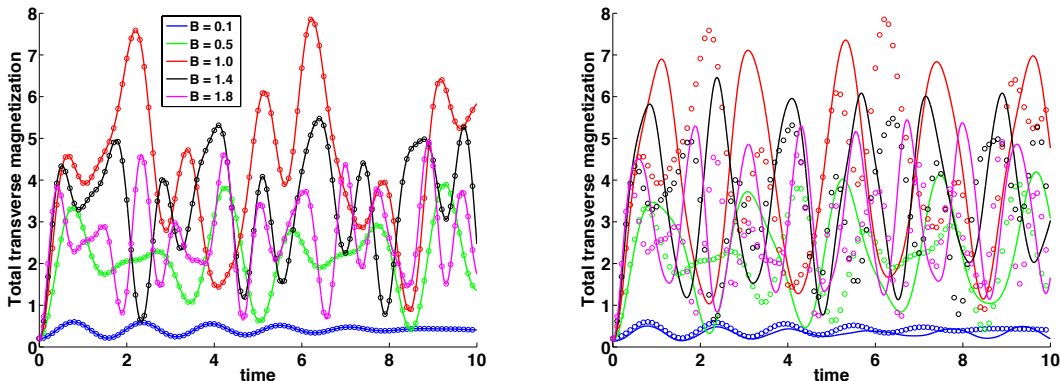 Total transverse magnetization
8
7
6
5
4
3
2
1
0
B = 0.1
B = 0.5
B = 1.0
B = 1.4
B = 1.8
0 2 4 6 8 10
time
Total transverse magnetization
8
7
6
5
4
3
2
1
0
0 2 4 6 8 10
time